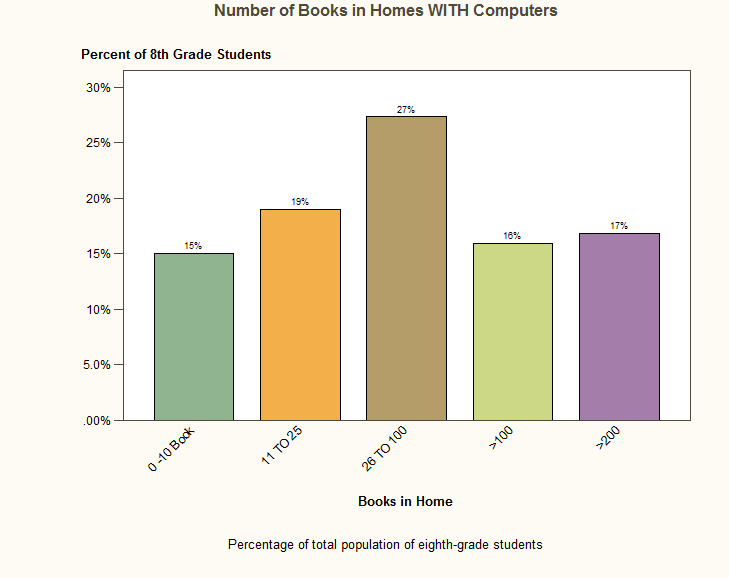 Number of Books in Homes WITH Computers
Percent of 8th Grade Students
30%
25%
20%
15%
10%
5.0%
.00%
15%
19%
27%
16%
17%
0 -10 Book
11 TO 25
26 TO 100
>100
>200
Books in Home
Percentage of total population of eighth-grade students